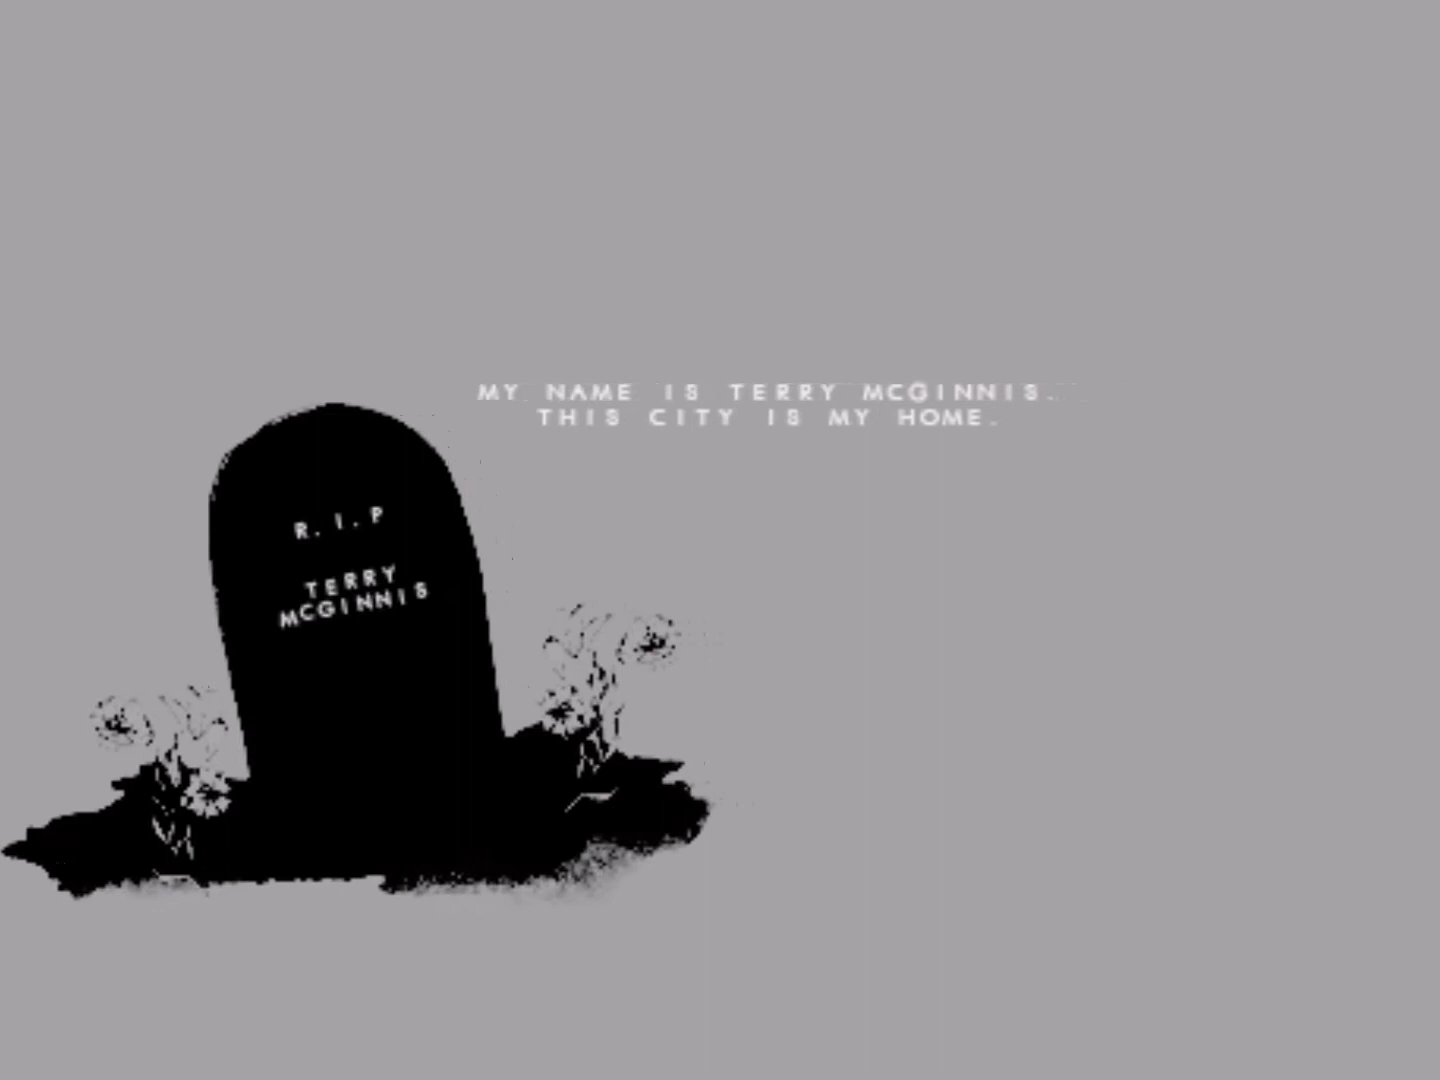 MY NAME IS TERRY MCGINNIS.
THIS CITY IS MY HOME.
R.I.P
TERRY
MCGINNIS